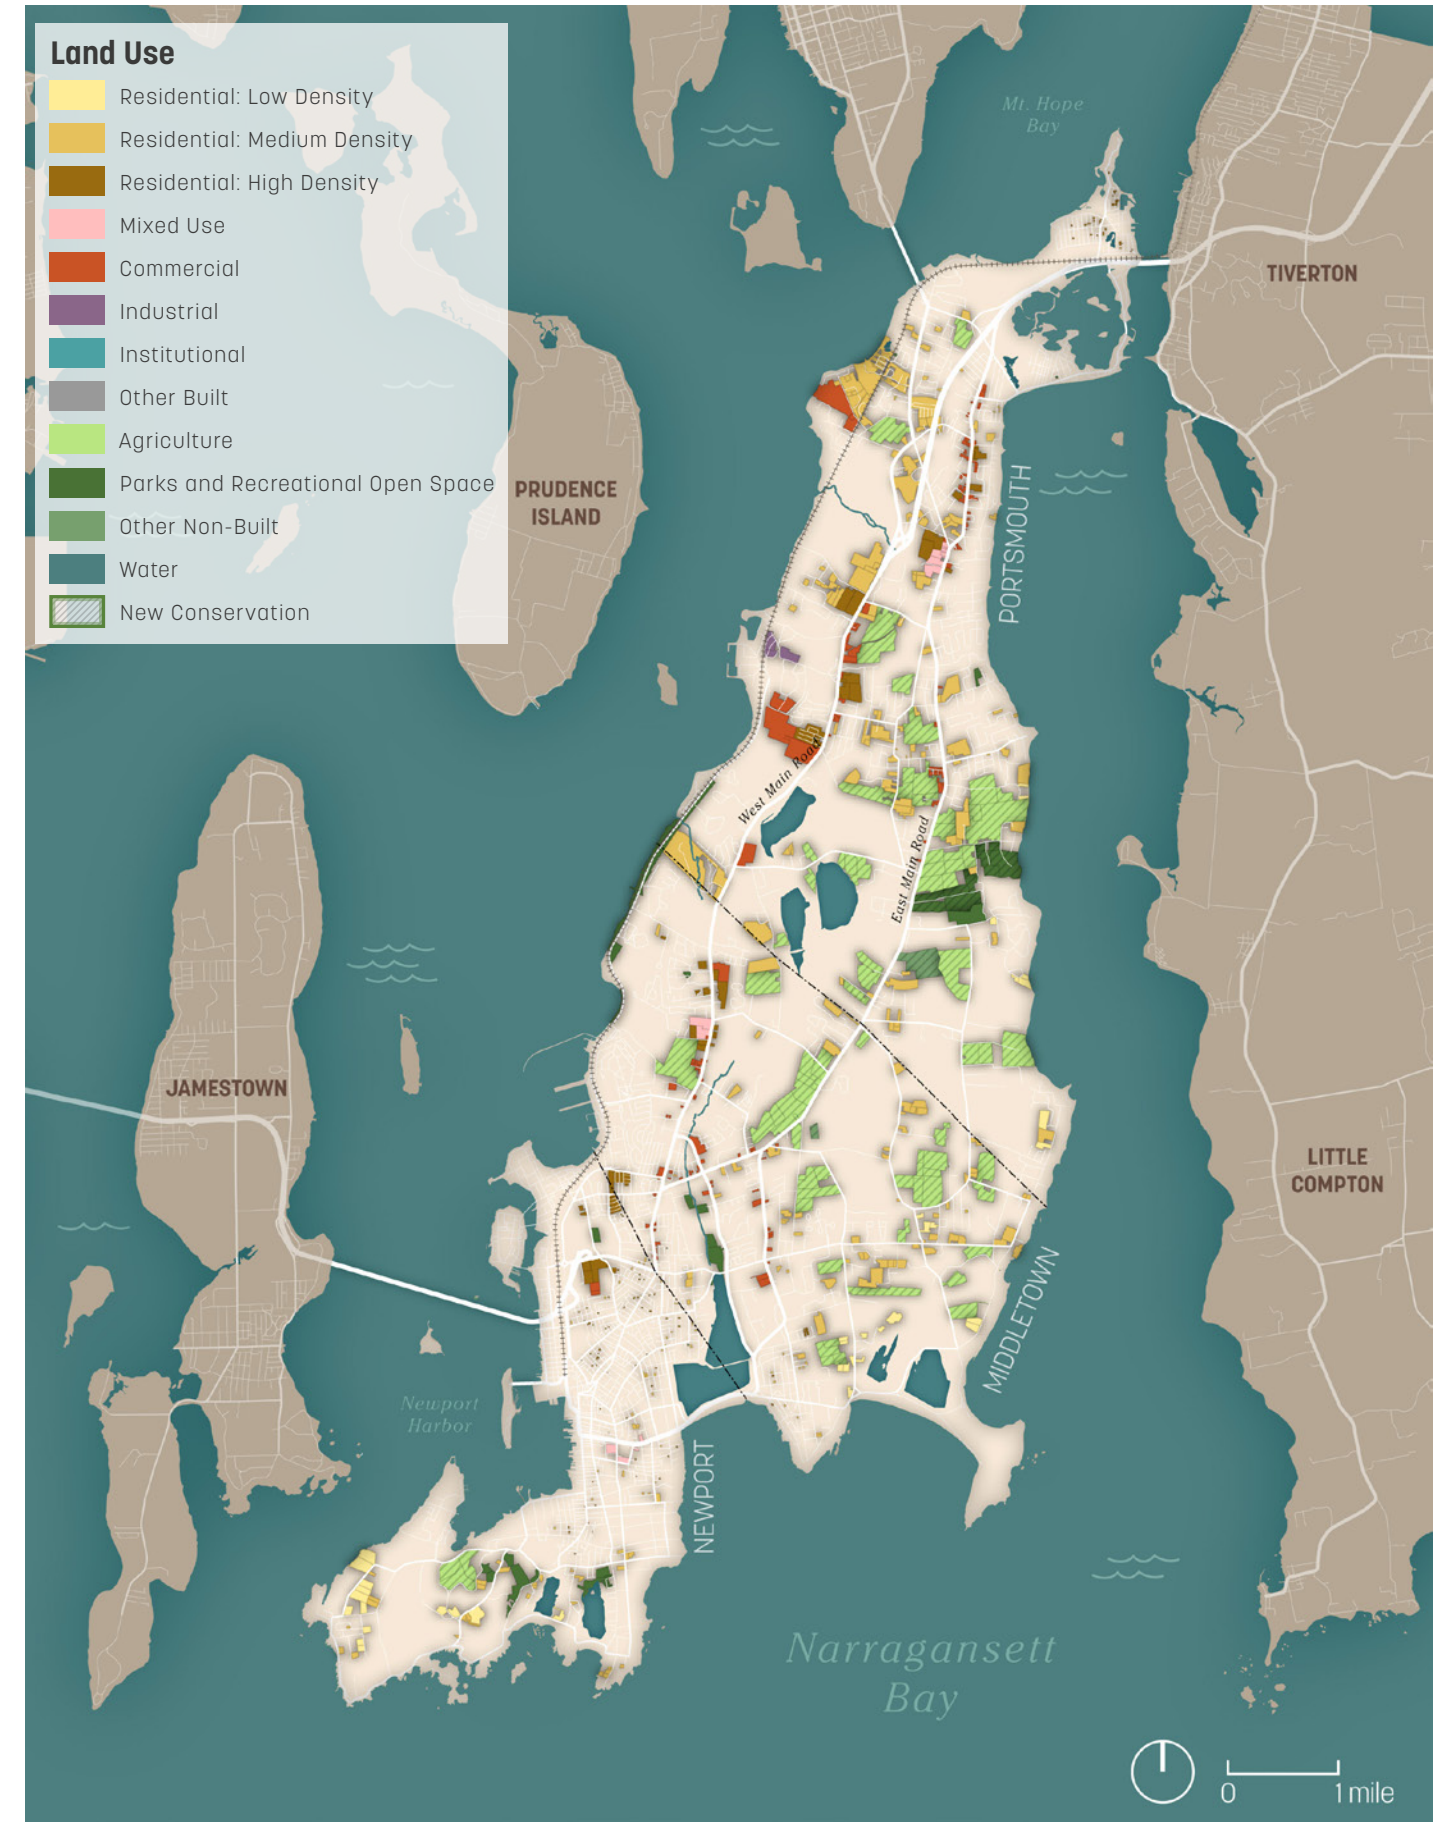 Land Use
Residential: Low Density
Residential: Medium Density
Residential: High Density
Mixed Use
Commercial
Industrial
Institutional
Other Built
Agriculture
Parks and Recreational Open Space
Other Non-Built
Water
New Conservation
Mt. Hope
Bay
TIVERTON
PRUDENCE
ISLAND
PORTSMOUTH
West Main Road
East Main Road
JAMESTOWN
LITTLE
COMPTON
MIDDLETOWN
Newport
Harbor
NEWPORT
Narragansett
Bay
0
1 mile